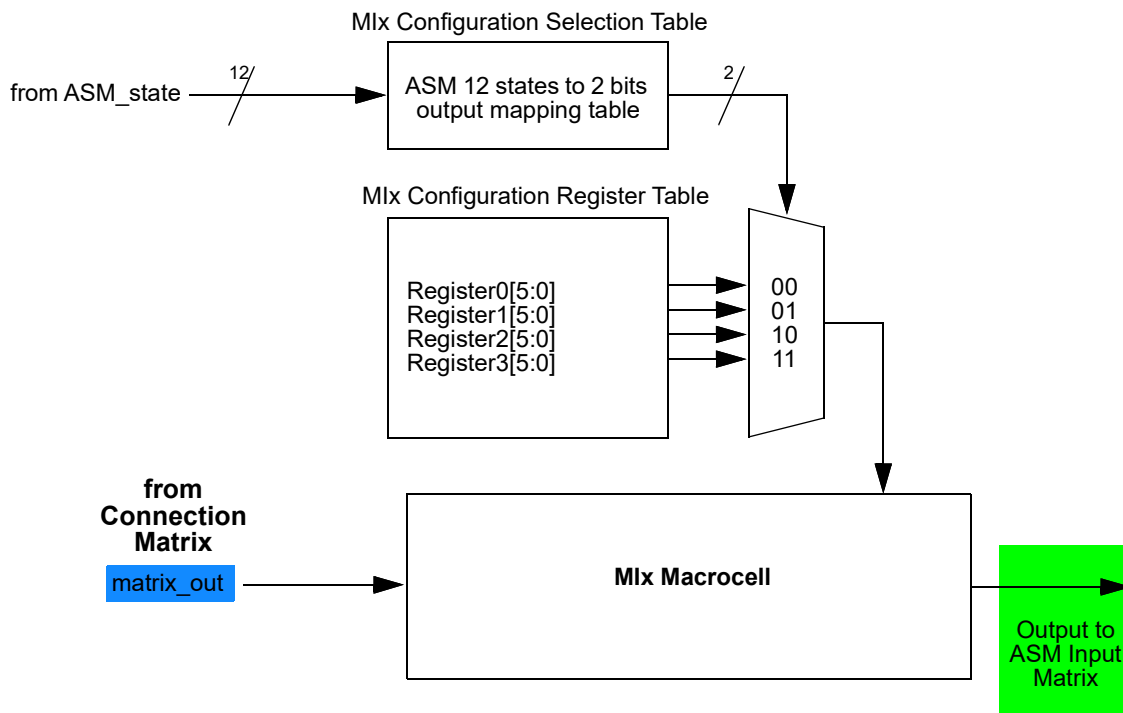 MIx Configuration Selection Table
from ASM_state
12
ASM 12 states to 2 bits
output mapping table
2
MIx Configuration Register Table
Register0[5:0]
Register1[5:0]
Register2[5:0]
Register3[5:0]
00
01
10
11
from
Connection
Matrix
matrix_out
MIx Macrocell
Output to
ASM Input
Matrix